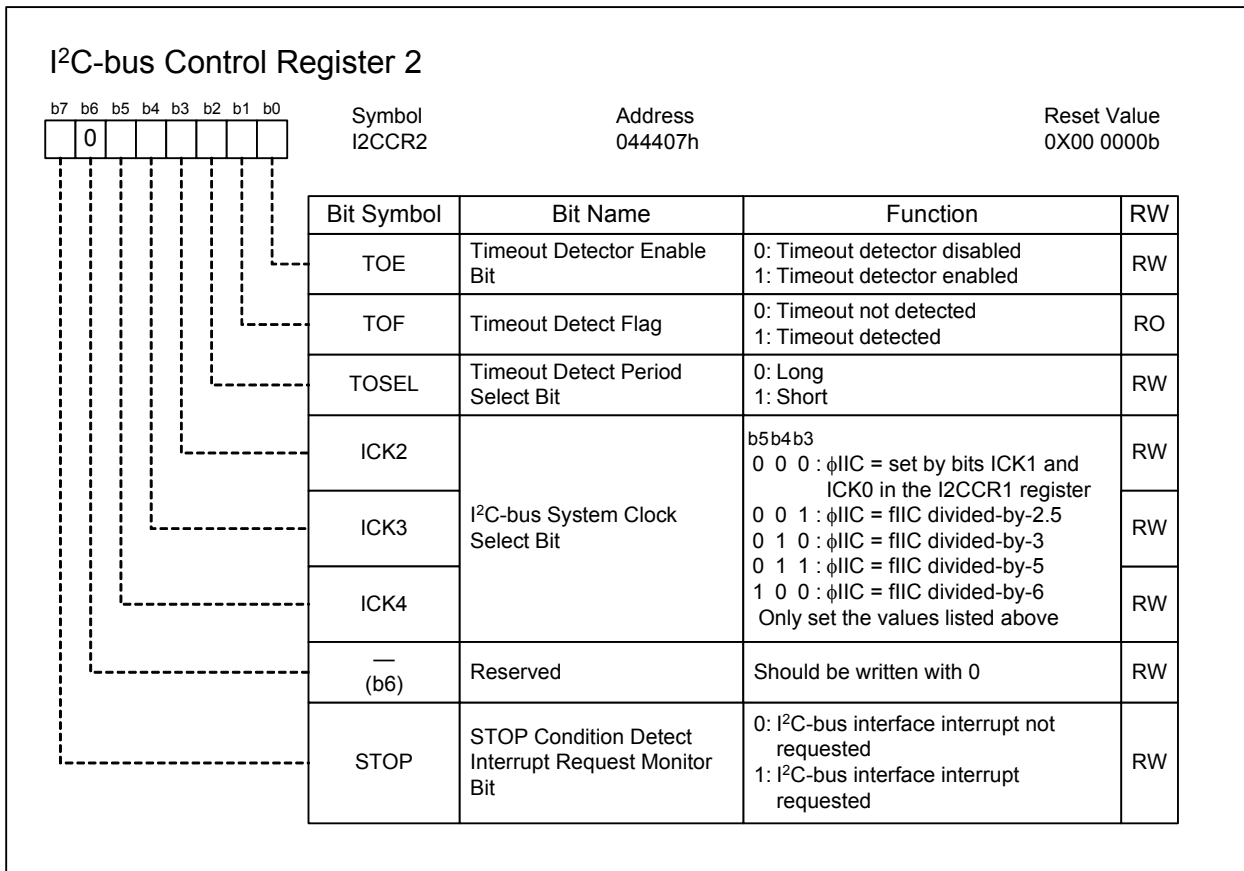 I²C-bus Control Register 2
b7 b6 b5 b4 b3 b2 b1 b0
0
Symbol Address Reset Value
I2CCR2 044407h 0X00 0000b
Bit Symbol Bit Name Function RW
TOE Timeout Detector Enable Bit 0: Timeout detector disabled RW
1: Timeout detector enabled
TOF Timeout Detect Flag 0: Timeout not detected RO
1: Timeout detected
TOSEL Timeout Detect Period Select Bit 0: Long RW
1: Short
ICK2 RW
ICK3 RW
ICK4 RW
I²C-bus System Clock
Select Bit
b5b4b3
0 0 0 : ϕIIC = set by bits ICK1 and
ICK0 in the I2CCR1 register
0 0 1 : ϕIIC = fIIC divided-by-2.5
0 1 0 : ϕIIC = fIIC divided-by-3
0 1 1 : ϕIIC = fIIC divided-by-5
1 0 0 : ϕIIC = fIIC divided-by-6
Only set the values listed above
—
(b6) Reserved Should be written with 0 RW
STOP
STOP Condition Detect
Interrupt Request Monitor
Bit
0: I²C-bus interface interrupt not
requested
1: I²C-bus interface interrupt
requested
RW